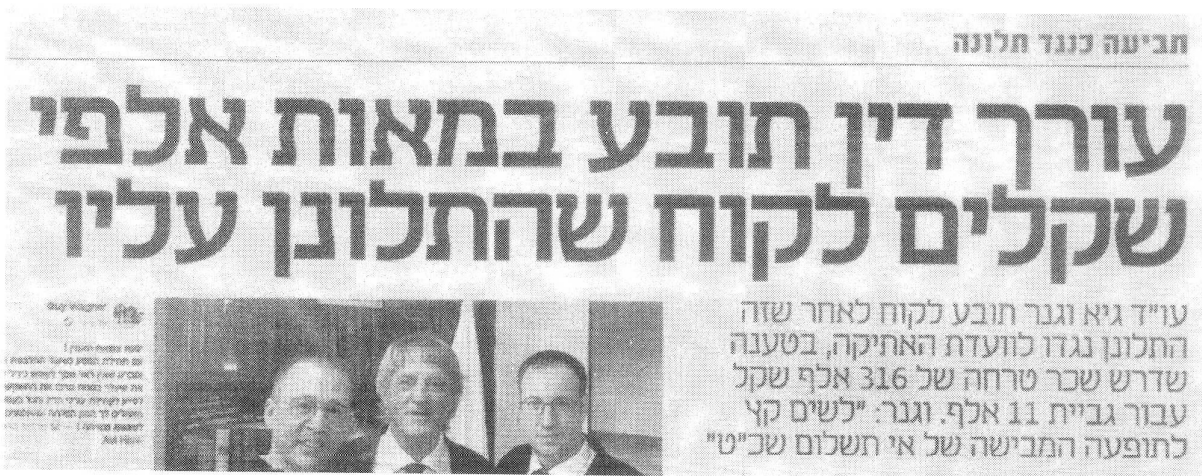 תביעה כנגד תלונה
עורך דין תובע במאות אלפי
שקלים לקוח שהתלונן עליו
עו"ד גיא וגנר תובע לקוח לאחר שזה
התלונן נגדו לוועדת האתיקה, בטענה
שדרש שכר טרחה של 316 אלף שקל
עבור גביית 11 אלף. וגנר: "לשים קץ
לתופעה המבישה של אי תשלום שכ"ט"
Guy Wagner